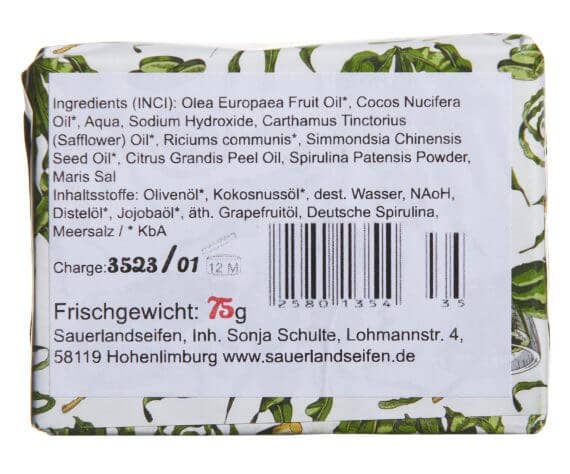 Ingredients (INCI): Olea Europaea Fruit Oil*, Cocos Nucifera
Oil*, Aqua, Sodium Hydroxide, Carthamus Tinctorius
(Safflower) Oil*, Riciums communis*, Simmondsia Chinensis
Seed Oil*, Citrus Grandis Peel Oil, Spirulina Patensis Powder,
Maris Sal
Inhaltsstoffe: Olivenöl*, Kokosnussöl*, dest. Wasser, NAoH,
Distelöl*, Jojobaöl*, äth. Grapefruitöl, Deutsche Spirulina,
Meersalz / * KbA
Charge: 3523/01 12 M
25801354 35
Frischgewicht: 75g
Sauerlandseifen, Inh. Sonja Schulte, Lohmannstr. 4,
58119 Hohenlimburg www.sauerlandseifen.de